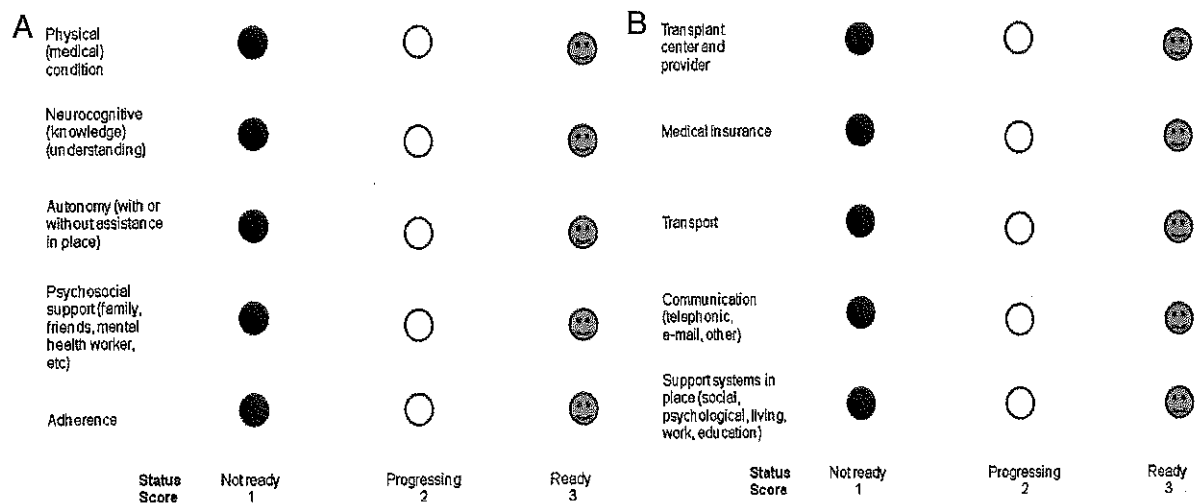 A
Physical
(medical)
condition
Neurocognitive
(knowledge)
(understanding)
Autonomy (with or
without assistance
in place)
Psychosocial
support (family,
friends, mental
health worker,
etc)
Adherence
Status Not ready Progressing Ready
Score 1 2 3
B
Transplant
center and
provider
Medical insurance
Transport
Communication
(telephonic,
e-mail, other)
Support systems in
place (social,
psychological, living,
work, education)
Status Not ready Progressing Ready
Score 1 2 3